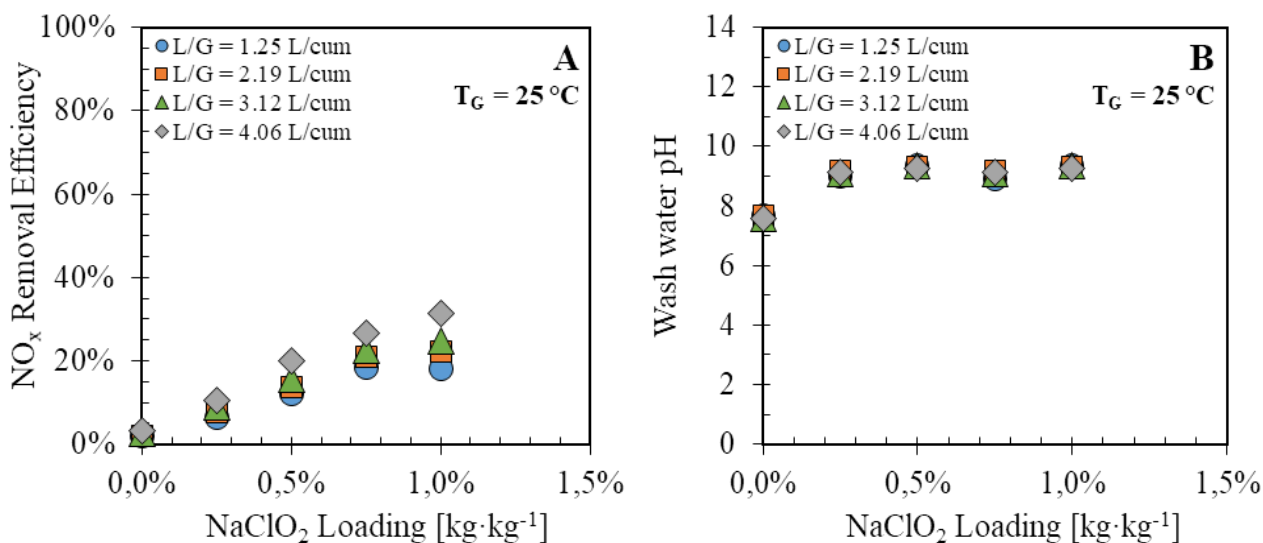 100%
80%
60%
40%
20%
0%
NOₓ Removal Efficiency
L/G = 1.25 L/cum
L/G = 2.19 L/cum
L/G = 3.12 L/cum
L/G = 4.06 L/cum
A
T_G = 25 °C
0,0%
0,5%
1,0%
1,5%
NaClO₂ Loading [kg·kg⁻¹]
14
12
10
8
6
4
2
0
Wash water pH
L/G = 1.25 L/cum
L/G = 2.19 L/cum
L/G = 3.12 L/cum
L/G = 4.06 L/cum
B
T_G = 25 °C
0,0%
0,5%
1,0%
1,5%
NaClO₂ Loading [kg·kg⁻¹]